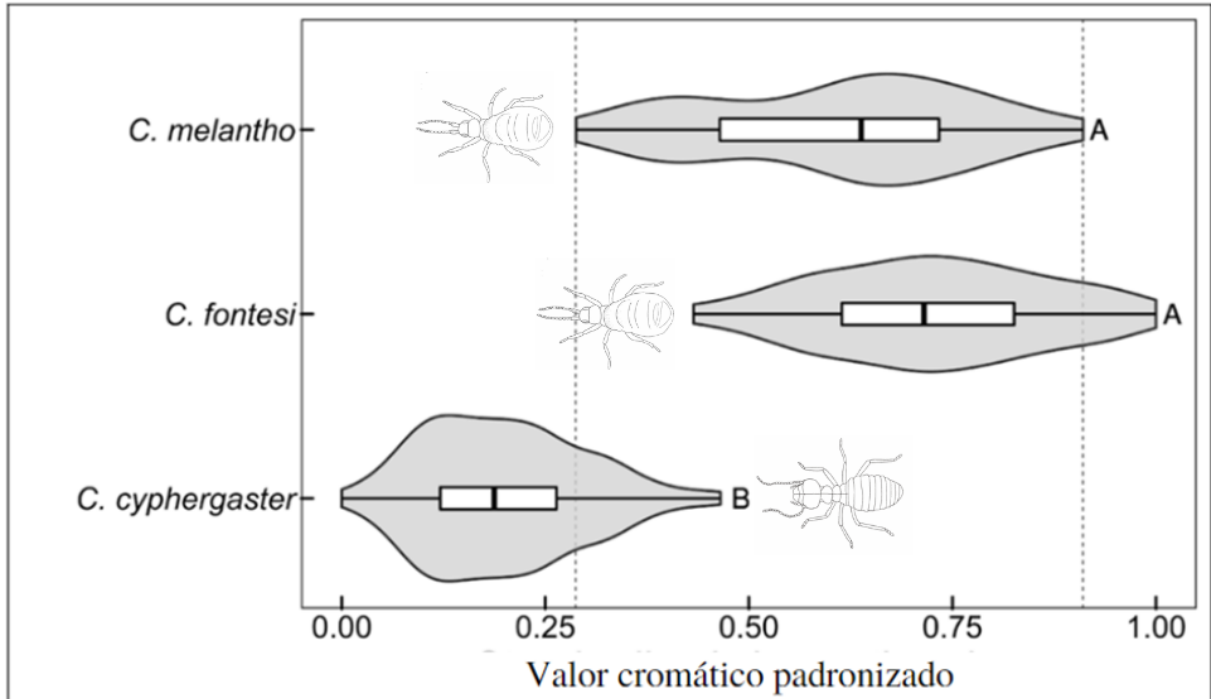 C. melantho
A
C. fontesi
A
C. cyphergaster
B
0.00 0.25 0.50 0.75 1.00
Valor cromático padronizado